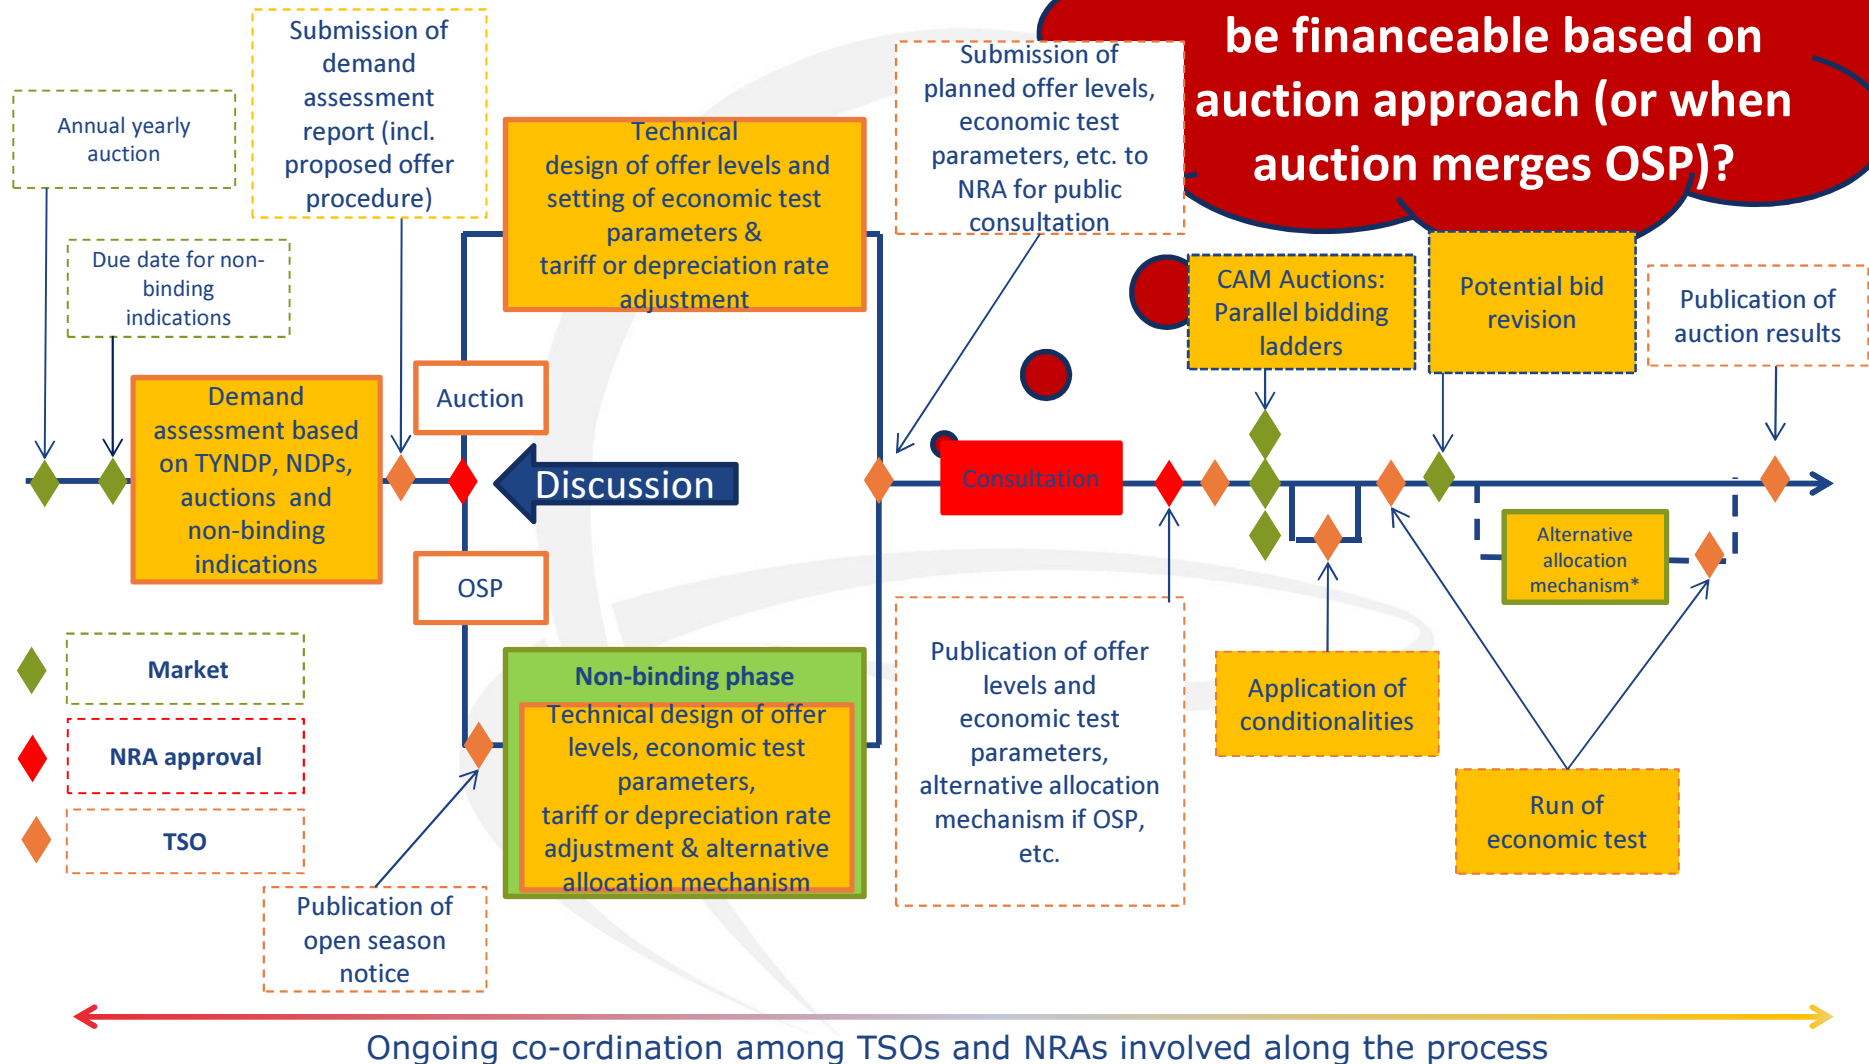 be financeable based on
auction approach (or when
auction merges OSP)?
Annual yearly
auction
Submission of
demand
assessment
report (incl.
proposed offer
procedure)
Due date for non-
binding
indications
Demand
assessment based
on TYNDP, NDPs,
auctions and
non-binding
indications
Technical
design of offer levels and
setting of economic test
parameters &
tariff or depreciation rate
adjustment
Auction
Discussion
OSP
Non-binding phase
Technical design of offer
levels, economic test
parameters,
tariff or depreciation rate
adjustment & alternative
allocation mechanism
Publication of
open season
notice
Submission of
planned offer levels,
economic test
parameters, etc. to
NRA for public
consultation
Consultation
Publication of offer
levels and
economic test
parameters,
alternative allocation
mechanism if OSP,
etc.
CAM Auctions:
Parallel bidding
ladders
Potential bid
revision
Publication of
auction results
Alternative
allocation
mechanism*
Application of
conditionalities
Run of
economic test
Market
NRA approval
TSO
Ongoing co-ordination among TSOs and NRAs involved along the process